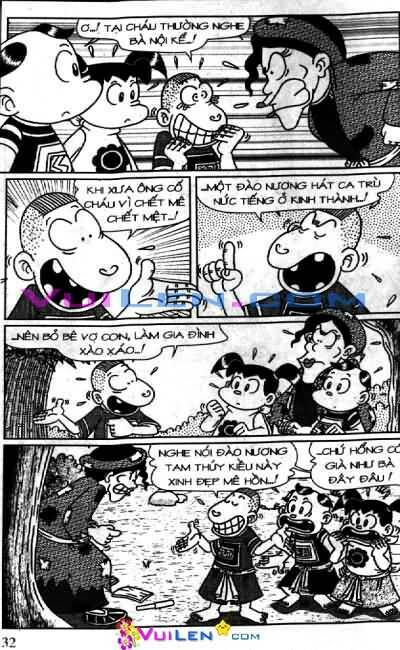 Ơ...! TẠI CHÁU THƯỜNG NGHE
BÀ NỘI KỂ...!
KHI XƯA ÔNG CỐ
CHÁU VÌ CHẾT MÊ
CHẾT MỆT...!
...MỘT ĐÀO NƯƠNG HÁT CA TRÙ
NỨC TIẾNG Ở KINH THÀNH...!
VUILEN.COM
...NÊN BỎ BÊ VỢ CON, LÀM GIA ĐÌNH
XÀO XÁO...!
NGHE NÓI ĐÀO NƯƠNG
TAM THÚY KIỀU NÀY
XINH ĐẸP MÊ HỒN...!
...CHỨ HỔNG CÓ
GIÀ NHƯ BÀ
ĐÂY ĐÂU!
32
VUILEN.COM